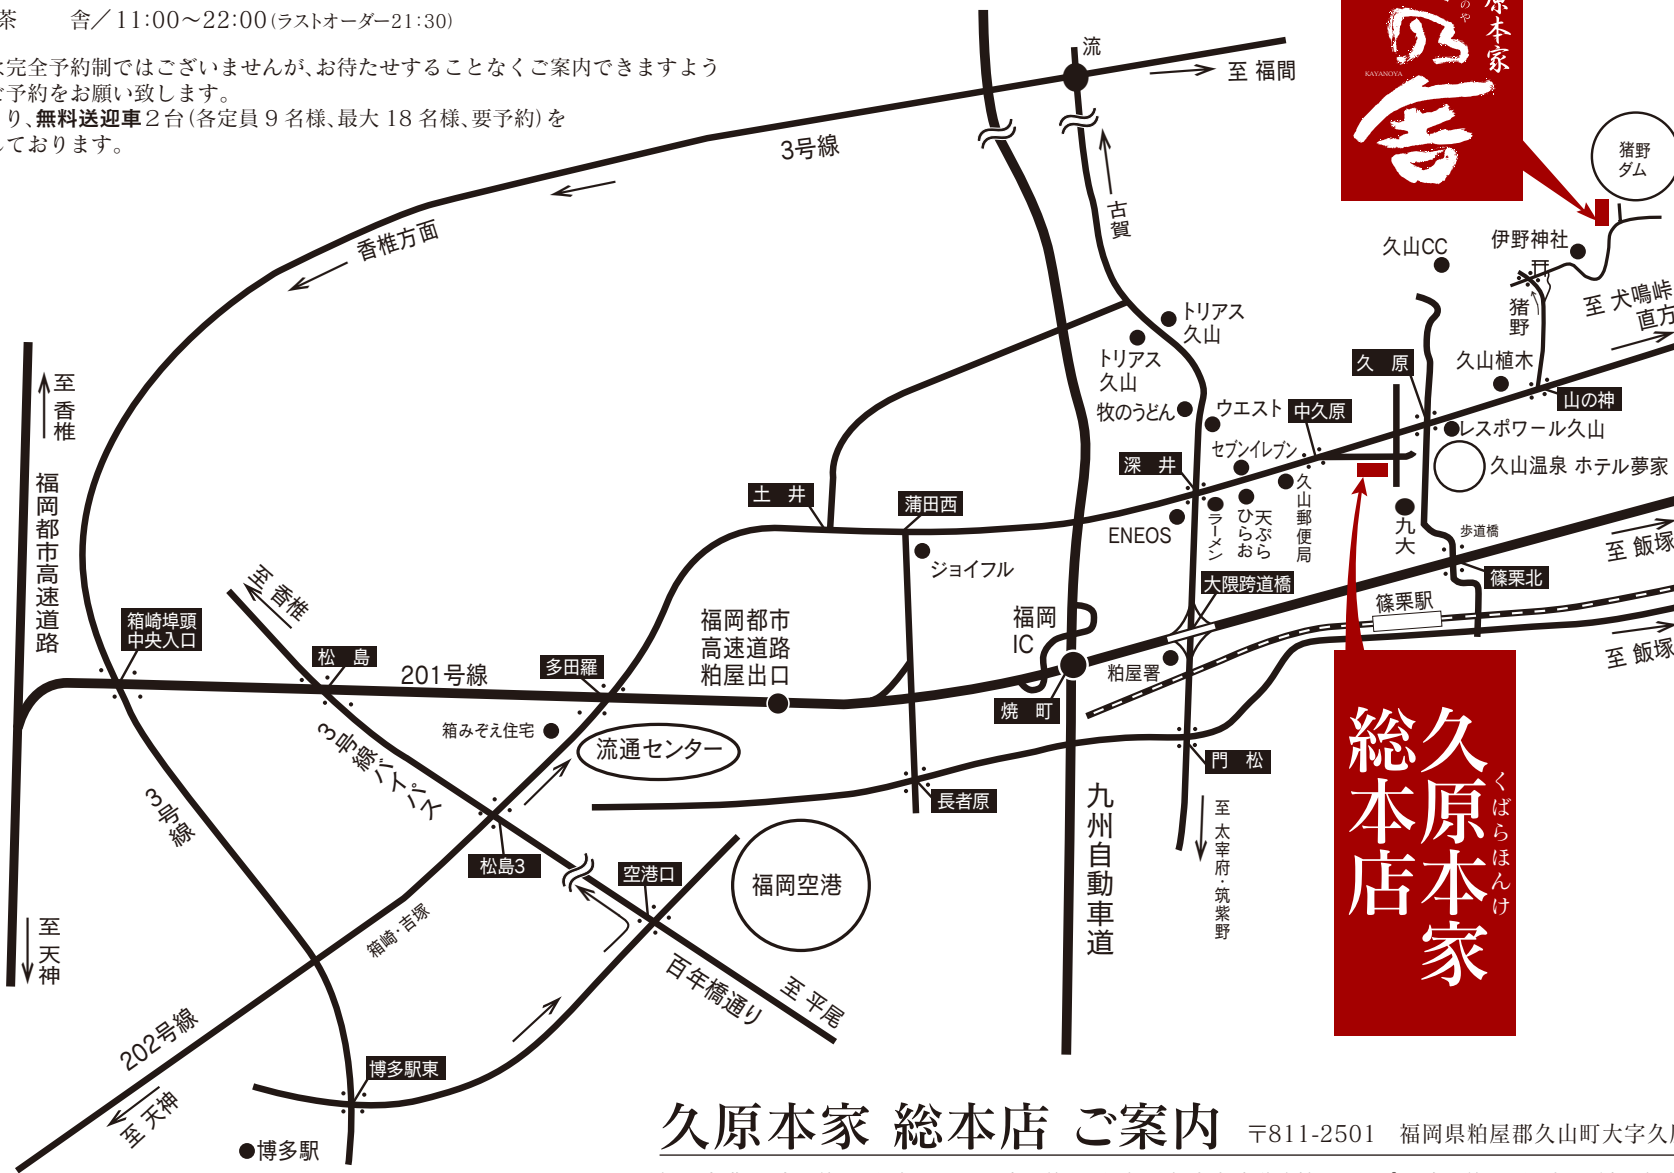 茶　　舎／11:00〜22:00(ラストオーダー21:30)
完全予約制ではございませんが、お待たせすることなくご案内できますよう
ご予約をお願い致します。
り、無料送迎車２台(各定員９名様、最大18名様、要予約)を
しております。
原本家
のや
乃
舎
KAYANOYA
猪野
ダム
流
至 福間
3号線
古賀
香椎方面
久山CC
伊野神社
猪野
至 犬鳴峠
直方
トリアス
久山
トリアス
久山
牧のうどん
ウエスト
セブンイレブン
中久原
久　原
久山植木
山の神
レスポワール久山
久山温泉 ホテル夢家
至 香椎
福岡都市高速道路
至 天神
土　井
蒲田西
ジョイフル
深　井
ENEOS
ラーメン
天ぷら
ひらお
久山郵便局
九大
歩道橋
至 飯塚
篠栗北
篠栗駅
至 飯塚
大隈跨道橋
福岡
IC
粕屋署
焼　町
門　松
至 太宰府・筑紫野
九州自動車道
箱崎埠頭
中央入口
至 香椎
松　島
201号線
多田羅
福岡都市
高速道路
粕屋出口
箱みぞえ住宅
流通センター
3号線バイパス
3号線
長者原
松島3
空港口
福岡空港
箱崎・吉塚
百年橋通り
至 平尾
202号線
至 天神
博多駅東
博多駅
久原本家
くばらほんけ
総本店
久原本家 総本店 ご案内
〒811-2501　福岡県粕屋郡久山町大字久